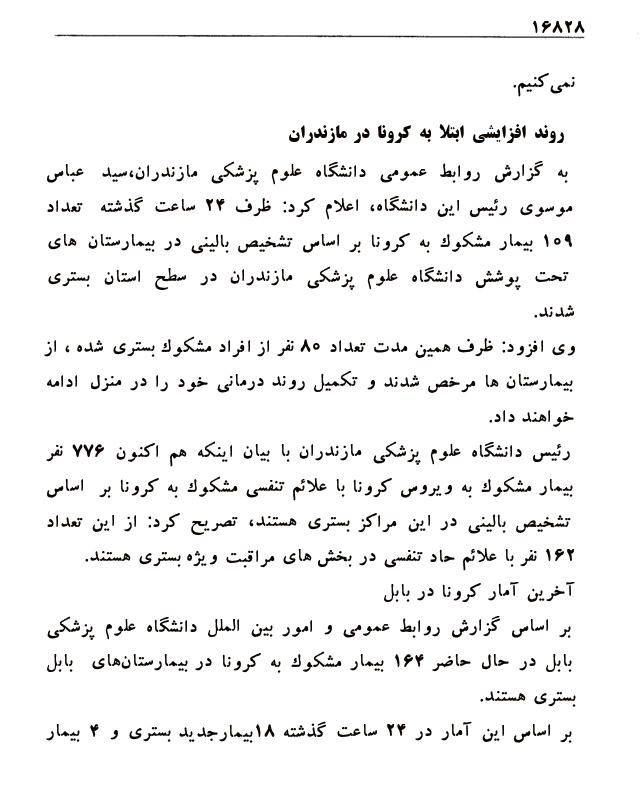 ۱۶۸۲۸
نمی‌کنیم.
روند افزایشی ابتلا به کرونا در مازندران
به گزارش روابط عمومی دانشگاه علوم پزشکی مازندران،سید عباس
موسوی رئیس این دانشگاه، اعلام کرد: ظرف ۲۴ ساعت گذشته تعداد
۱۰۹ بیمار مشکوك به کرونا بر اساس تشخیص بالینی در بیمارستان های
تحت پوشش دانشگاه علوم پزشکی مازندران در سطح استان بستری
شدند.
وی افزود: ظرف همین مدت تعداد ۸۰ نفر از افراد مشکوك بستری شده ، از
بیمارستان ها مرخص شدند و تکمیل روند درمانی خود را در منزل ادامه
خواهند داد.
رئیس دانشگاه علوم پزشکی مازندران با بیان اینکه هم اکنون ۷۷۶ نفر
بیمار مشکوك به ویروس کرونا با علائم تنفسی مشکوك به کرونا بر اساس
تشخیص بالینی در این مراکز بستری هستند، تصریح کرد: از این تعداد
۱۶۲ نفر با علائم حاد تنفسی در بخش های مراقبت ویژه بستری هستند.
آخرین آمار کرونا در بابل
بر اساس گزارش روابط عمومی و امور بین الملل دانشگاه علوم پزشکی
بابل در حال حاضر ۱۶۴ بیمار مشکوك به کرونا در بیمارستان‌های بابل
بستری هستند.
بر اساس این آمار در ۲۴ ساعت گذشته ۱۸بیمارجدید بستری و ۴ بیمار